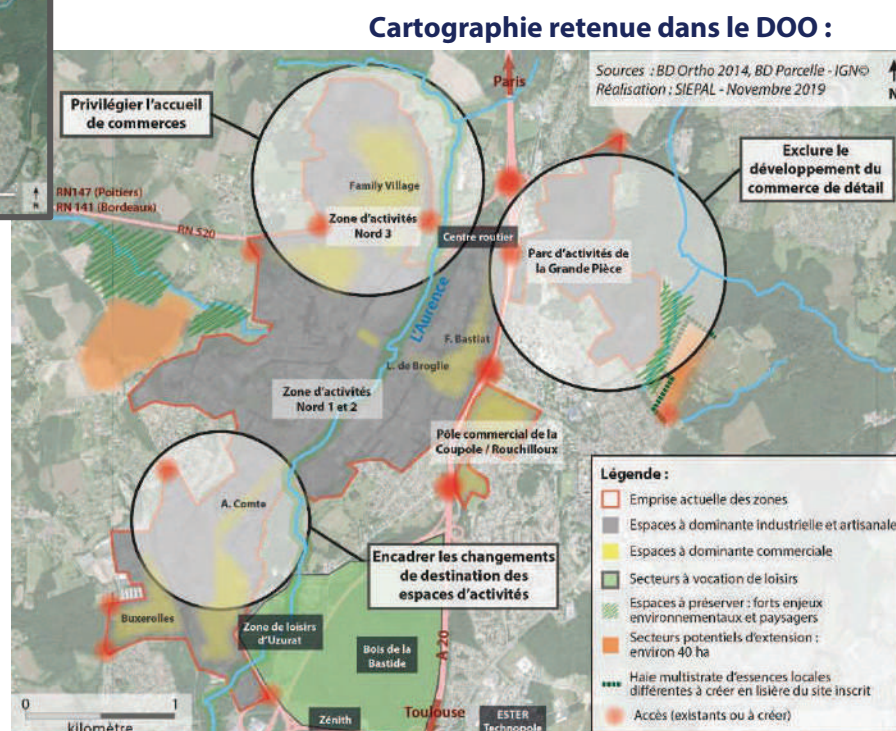 Cartographie retenue dans le DOO :
Sources : BD Ortho 2014, BD Parcelle - IGN©
Réalisation : SIEPAL - Novembre 2019
N
Paris
Privilégier l'accueil
de commerces
Exclure le
développement du
commerce de détail
N
RN147 (Poitiers)
RN 141 (Bordeaux)
RN 520
Family Village
Zone d'activités
Nord 3
Centre routier
Parc d'activités de
la Grande Pièce
L'Aurence
F. Bastiat
L. de Broglie
Zone d'activités
Nord 1 et 2
Pôle commercial de la
Coupole / Rouchilloux
A. Comte
Encadrer les changements
de destination des
espaces d'activités
Buxerolles
Zone de loisirs
d'Uzurat
Bois de la
Bastide
A 20
Zénith
Toulouse
ESTER
Technopole
0 1
kilomètre
Légende :
Emprise actuelle des zones
Espaces à dominante industrielle et artisanale
Espaces à dominante commerciale
Secteurs à vocation de loisirs
Espaces à préserver : forts enjeux
environnementaux et paysagers
Secteurs potentiels d'extension :
environ 40 ha
Haie multistrate d'essences locales
différentes à créer en lisière du site inscrit
Accès (existants ou à créer)